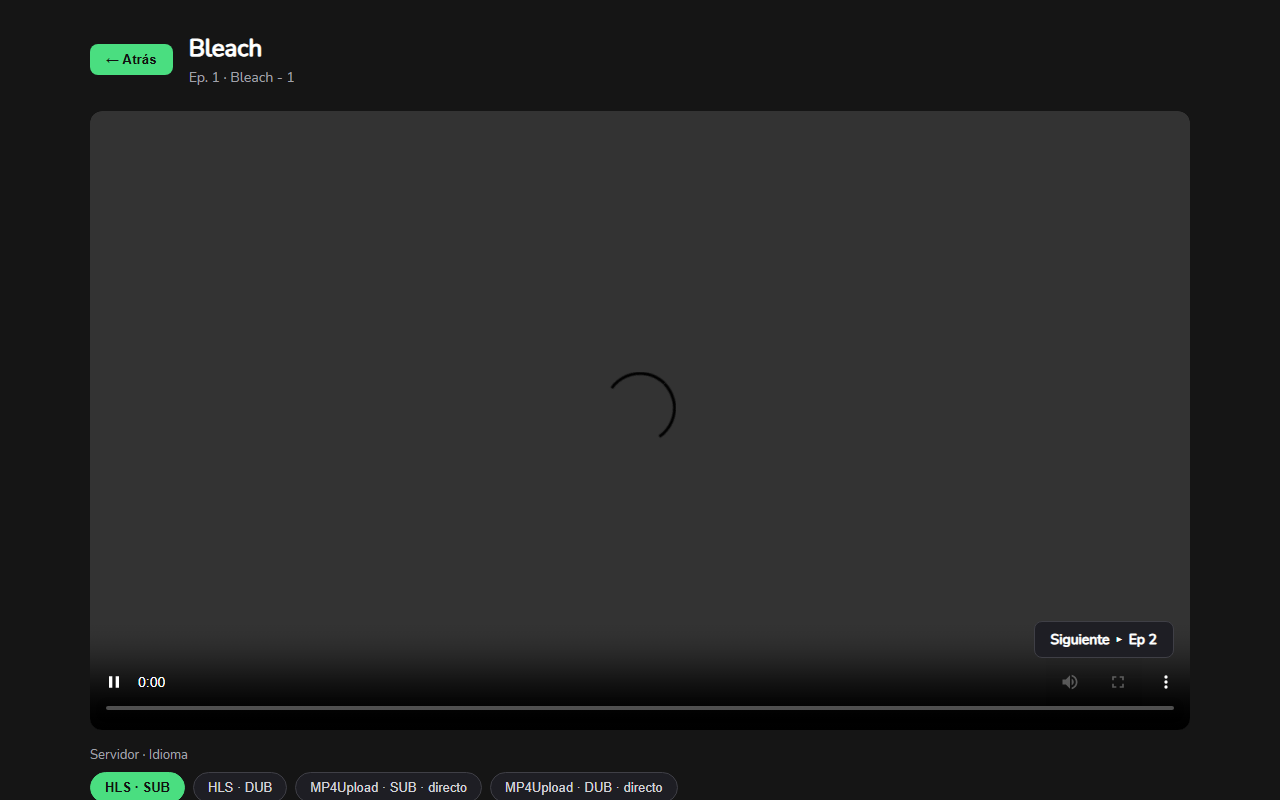 ← Atrás
Bleach
Ep. 1 · Bleach - 1
Siguiente ▸ Ep 2
0:00
Servidor · Idioma
HLS · SUB
HLS · DUB
MP4Upload · SUB · directo
MP4Upload · DUB · directo